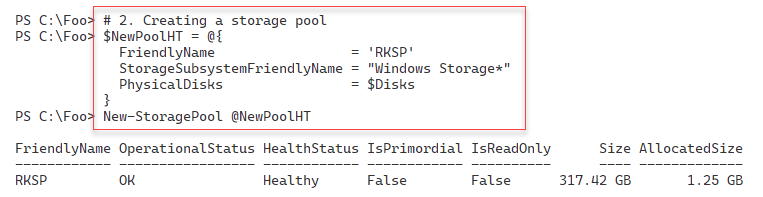 PS C:\Foo> # 2. Creating a storage pool
PS C:\Foo> $NewPoolHT = @{
  FriendlyName                 = 'RKSP'
  StorageSubsystemFriendlyName = "Windows Storage*"
  PhysicalDisks                = $Disks
}
PS C:\Foo> New-StoragePool @NewPoolHT
FriendlyName OperationalStatus HealthStatus IsPrimordial IsReadOnly      Size AllocatedSize
------------ ----------------- ------------ ------------ ----------      ---- -------------
RKSP         OK                Healthy      False        False      317.42 GB       1.25 GB